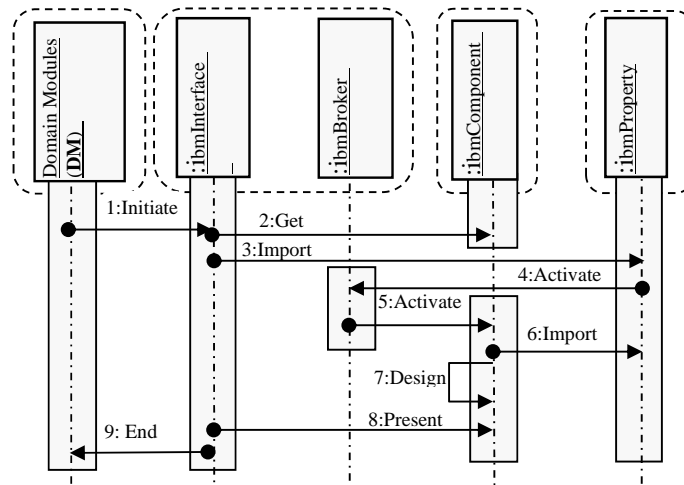 Domain Modules
(DM)
:ibmInterface
:ibmBroker
:ibmComponent
:ibmProperty
1:Initiate
2:Get
3:Import
4:Activate
5:Activate
6:Import
7:Design
8:Present
9: End